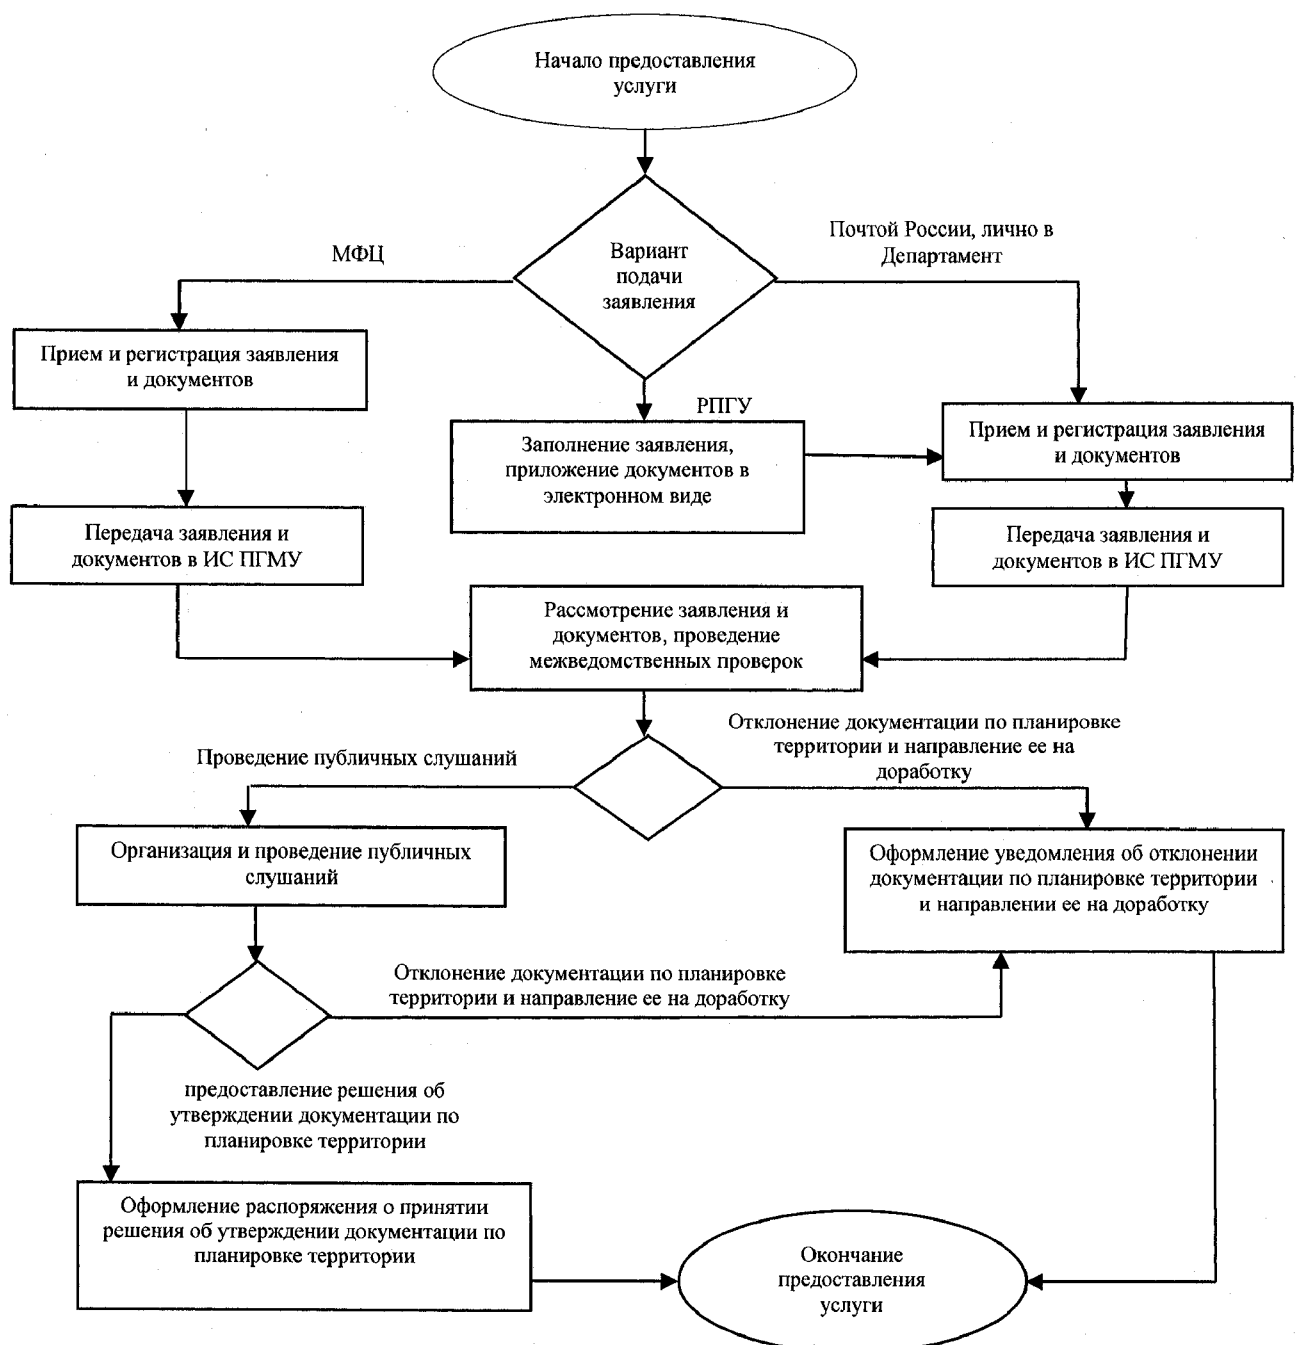 Начало предоставления
услуги
Вариант
подачи
заявления
МФЦ
Почтой России, лично в
Департамент
РПГУ
Прием и регистрация заявления
и документов
Заполнение заявления,
приложение документов в
электронном виде
Прием и регистрация заявления
и документов
Передача заявления и
документов в ИС ПГМУ
Передача заявления и
документов в ИС ПГМУ
Рассмотрение заявления и
документов, проведение
межведомственных проверок
Проведение публичных слушаний
Отклонение документации по планировке
территории и направление ее на
доработку
Организация и проведение публичных
слушаний
Оформление уведомления об отклонении
документации по планировке территории
и направлении ее на доработку
Отклонение документации по планировке
территории и направление ее на доработку
предоставление решения об
утверждении документации по
планировке территории
Оформление распоряжения о принятии
решения об утверждении документации по
планировке территории
Окончание
предоставления
услуги